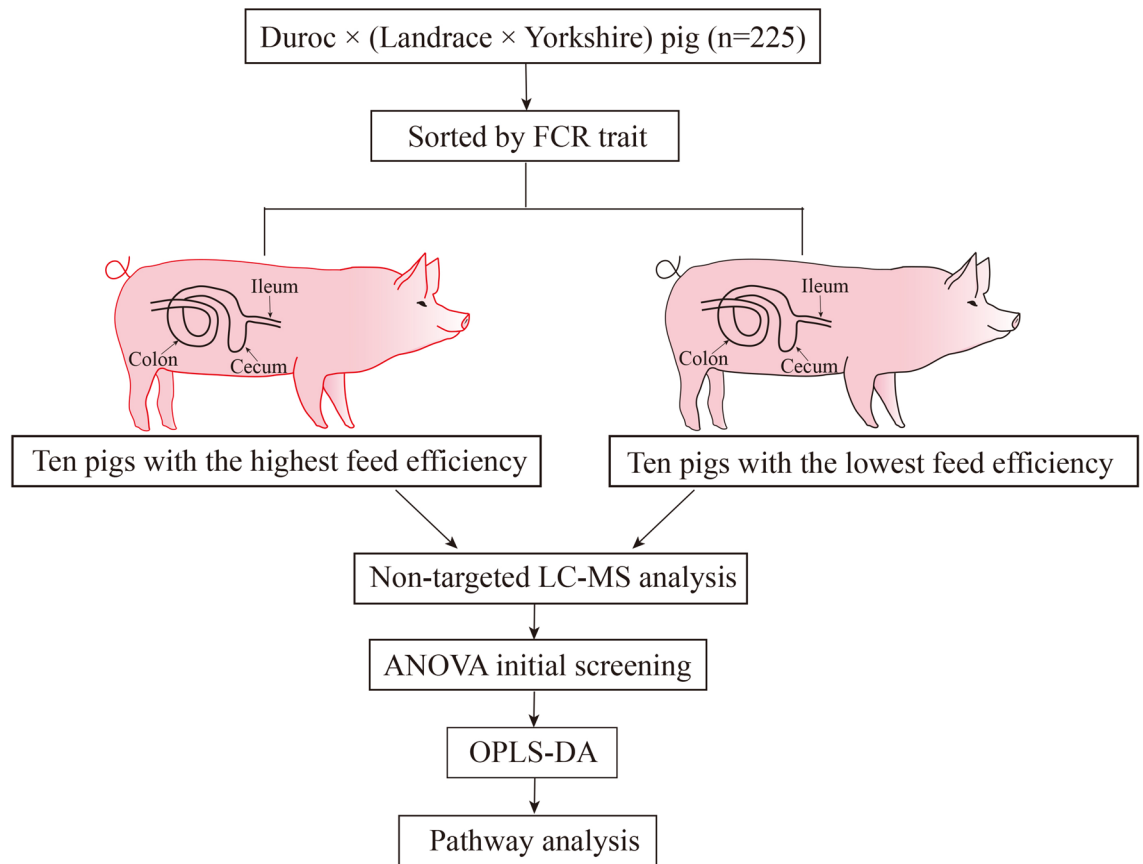 Duroc × (Landrace × Yorkshire) pig (n=225)
Sorted by FCR trait
Ileum
Colon
Cecum
Ileum
Colon
Cecum
Ten pigs with the highest feed efficiency
Ten pigs with the lowest feed efficiency
Non-targeted LC-MS analysis
ANOVA initial screening
OPLS-DA
Pathway analysis